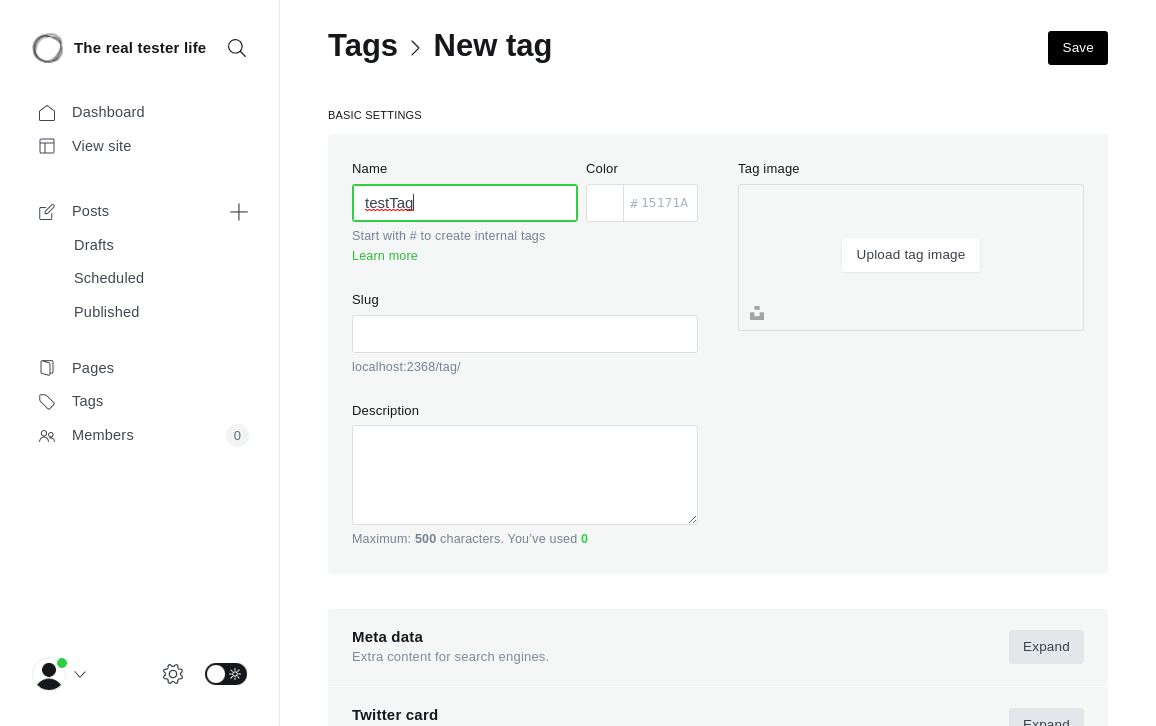 The real tester life
Dashboard
View site
Posts
Drafts
Scheduled
Published
Pages
Tags
Members 0
Tags > New tag
Save
BASIC SETTINGS
Name
testTag
Start with # to create internal tags
Learn more
Color
# 15171A
Slug
localhost:2368/tag/
Description
Maximum: 500 characters. You’ve used 0
Tag image
Upload tag image
Meta data
Extra content for search engines.
Expand
Twitter card
Expand